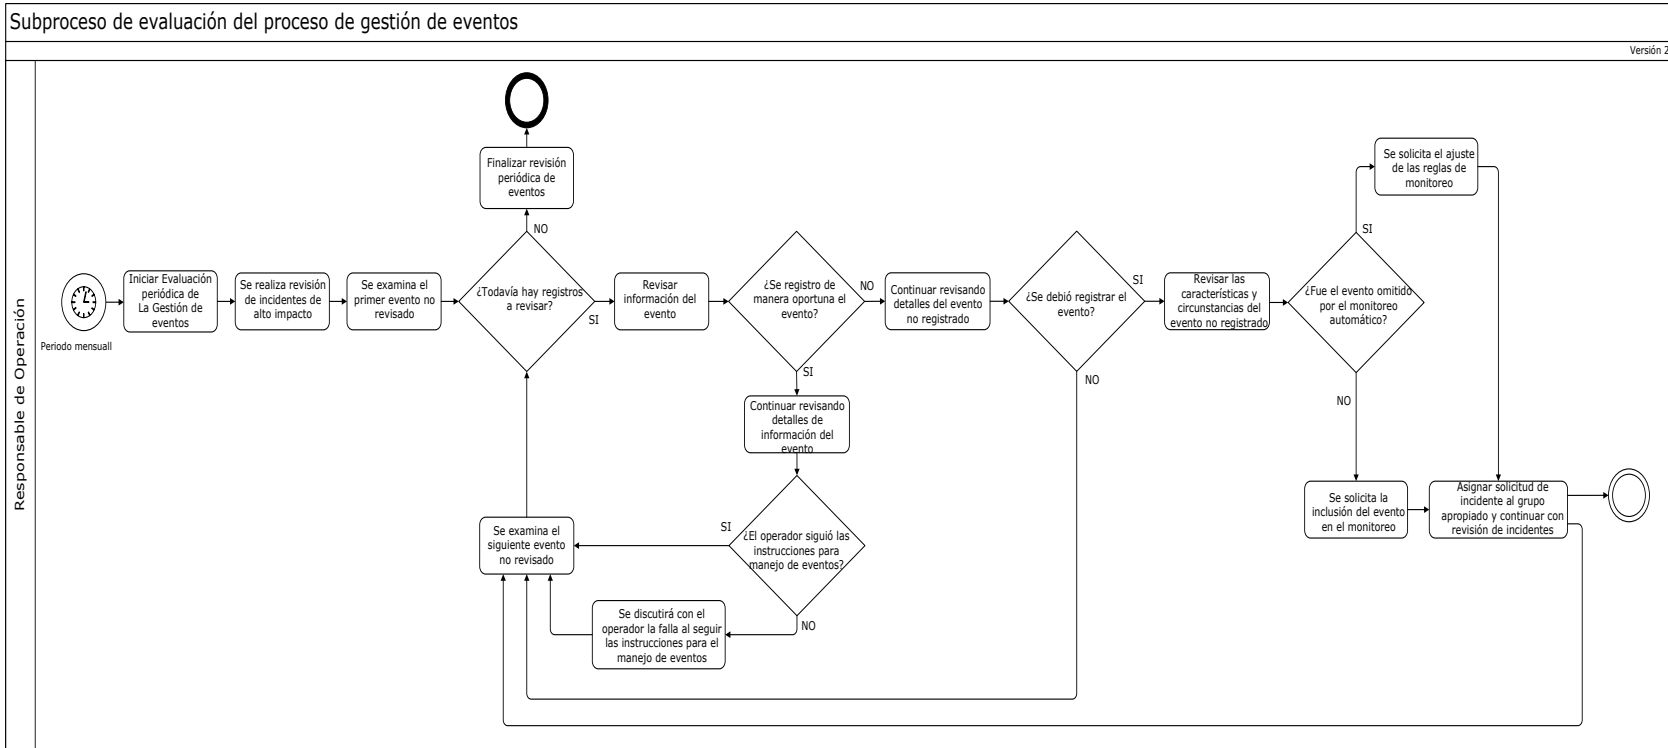 Subproceso de evaluación del proceso de gestión de eventos
Versión 2
Responsable de Operación
Periodo mensuall
Iniciar Evaluación
periódica de
La Gestión de
eventos
Se realiza revisión
de incidentes de
alto impacto
Se examina el
primer evento no
revisado
¿Todavía hay registros
a revisar?
NO
Finalizar revisión
periódica de
eventos
SI
Revisar
información del
evento
¿Se registro de
manera oportuna el
evento?
NO
Continuar revisando
detalles del evento
no registrado
¿Se debió registrar el
evento?
SI
Revisar las
características y
circunstancias del
evento no registrado
¿Fue el evento omitido
por el monitoreo
automático?
SI
Se solicita el ajuste
de las reglas de
monitoreo
SI
Continuar revisando
detalles de
información del
evento
NO
NO
Se examina el
siguiente evento
no revisado
SI
¿El operador siguió las
instrucciones para
manejo de eventos?
Se solicita la
inclusión del evento
en el monitoreo
Asignar solicitud de
incidente al grupo
apropiado y continuar con
revisión de incidentes
Se discutirá con el
operador la falla al seguir
las instrucciones para el
manejo de eventos
NO